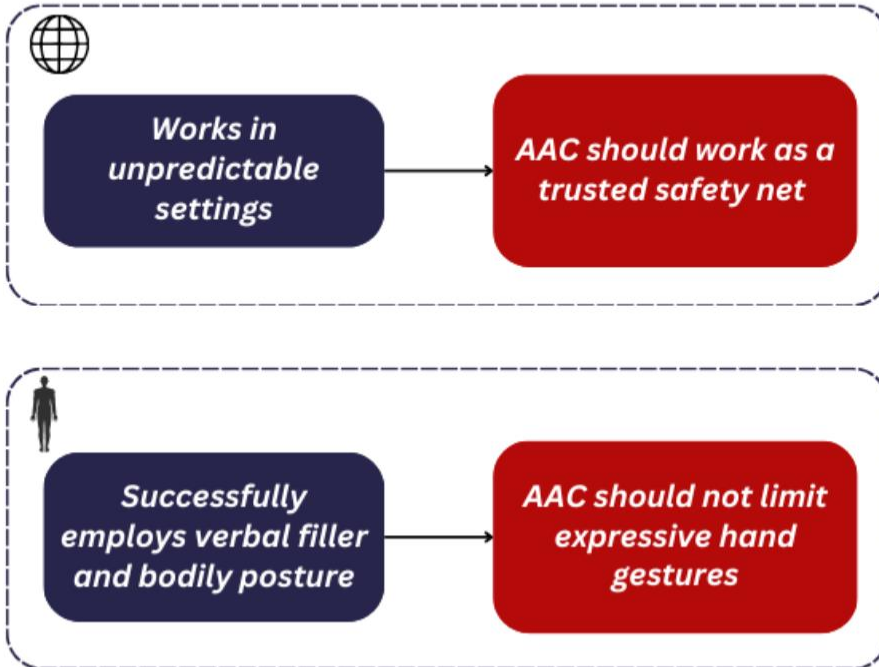 Works in
unpredictable
settings
AAC should work as a
trusted safety net
Successfully
employs verbal filler
and bodily posture
AAC should not limit
expressive hand
gestures